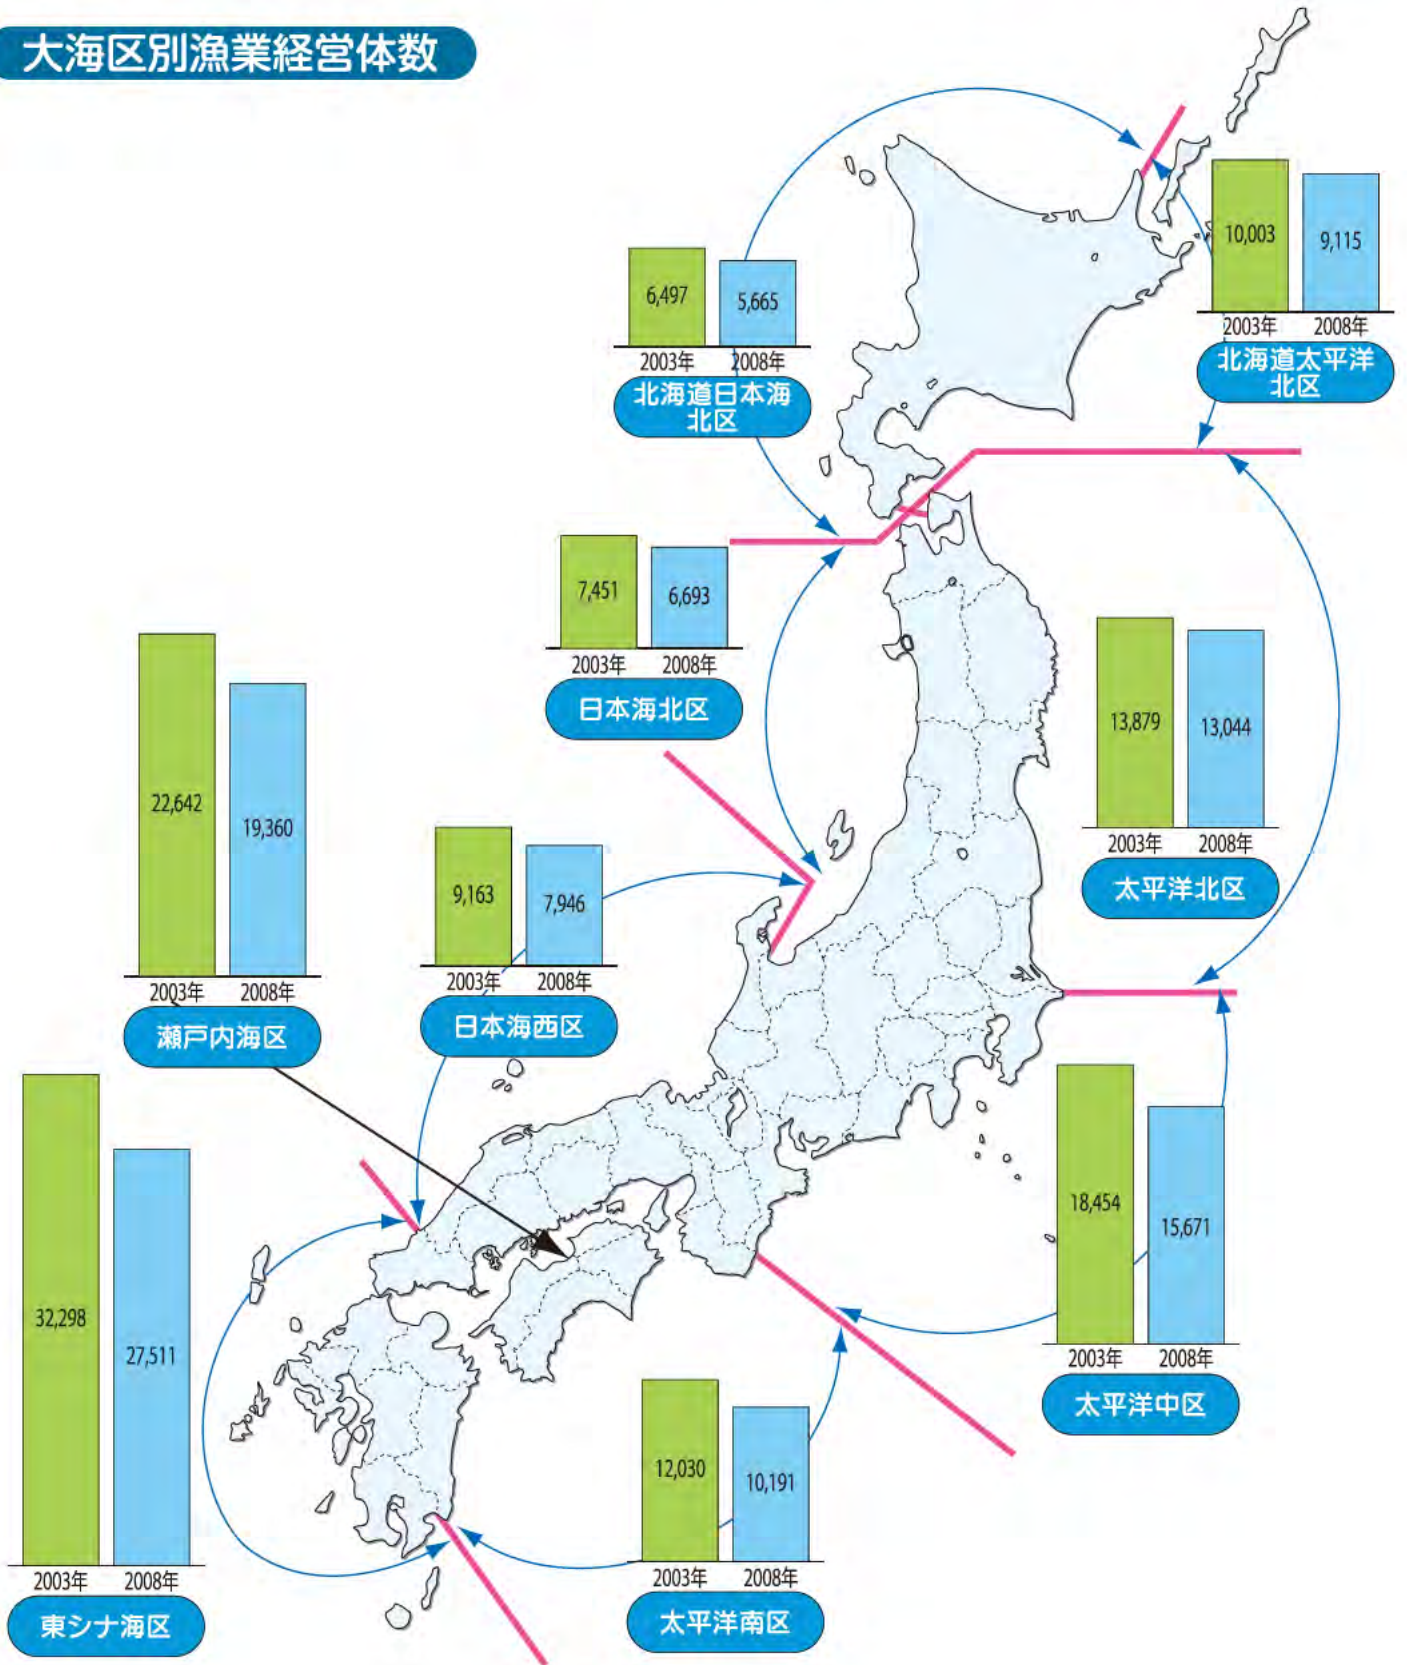 大海区別漁業経営体数
10,003
9,115
2003年
2008年
北海道太平洋
北区
6,497
5,665
2003年
2008年
北海道日本海
北区
7,451
6,693
2003年
2008年
日本海北区
13,879
13,044
2003年
2008年
太平洋北区
22,642
19,360
2003年
2008年
瀬戸内海区
9,163
7,946
2003年
2008年
日本海西区
18,454
15,671
2003年
2008年
太平洋中区
32,298
27,511
2003年
2008年
東シナ海区
12,030
10,191
2003年
2008年
太平洋南区